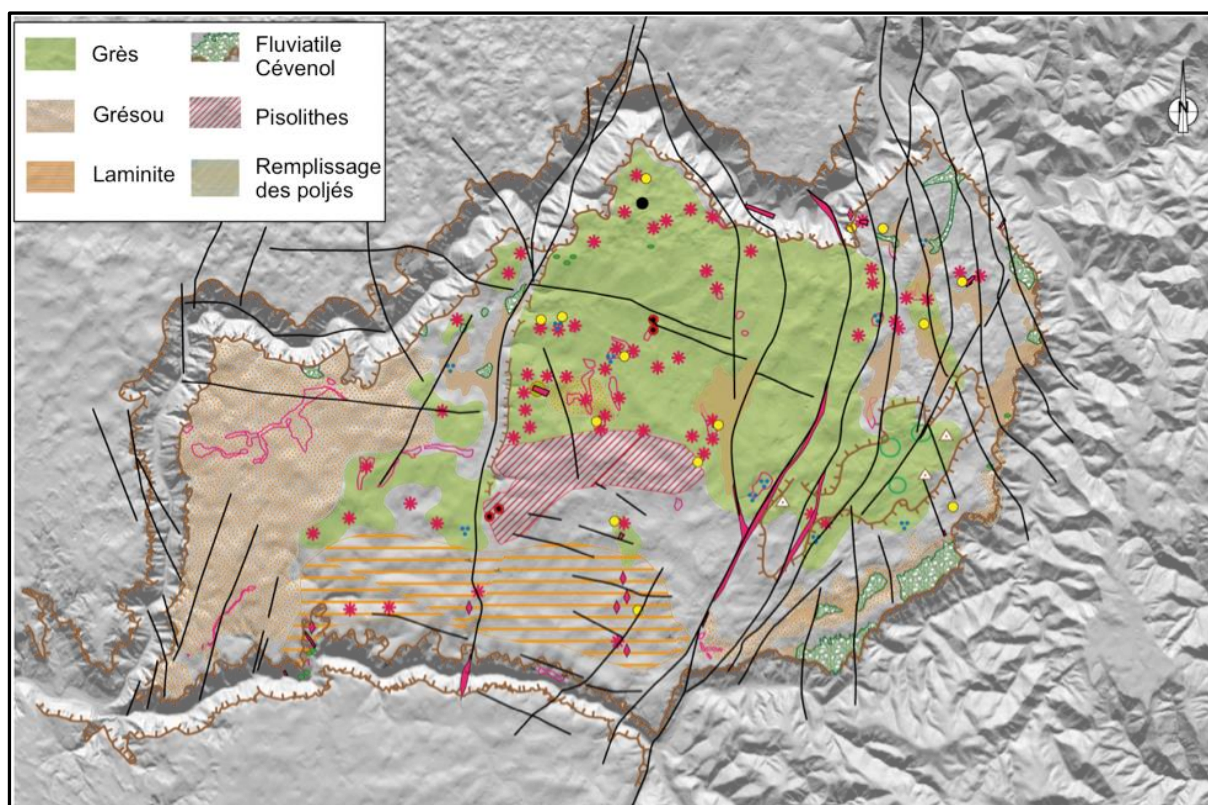 Grès
Fluviatile
Cévenol
Grésou
Pisolithes
Laminite
Remplissage
des poljés
N